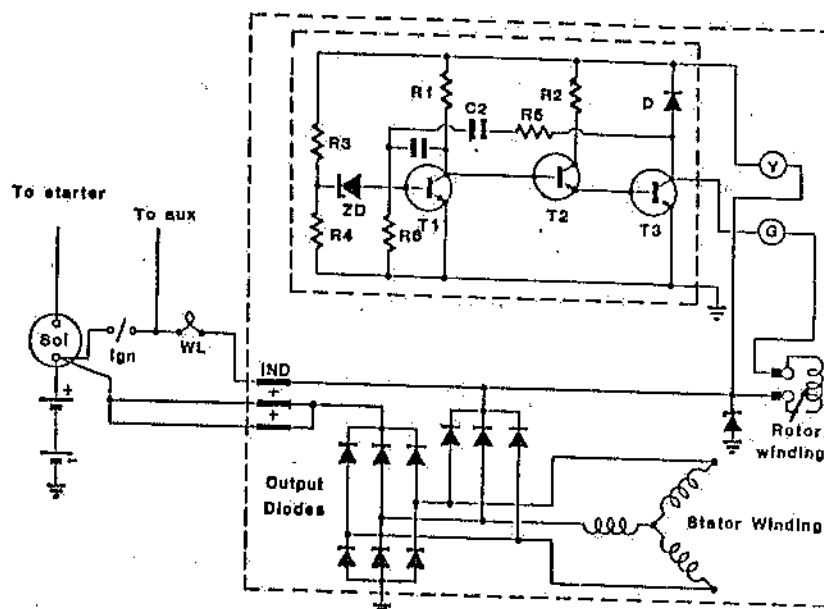 R1
R2
C2
R5
D
R3
ZD
R4
R6
T1
T2
T3
Y
G
To starter
To aux
Sol
Ign
WL
IND
+
+
+
-
Output
Diodes
Rotor
winding
Stator Winding